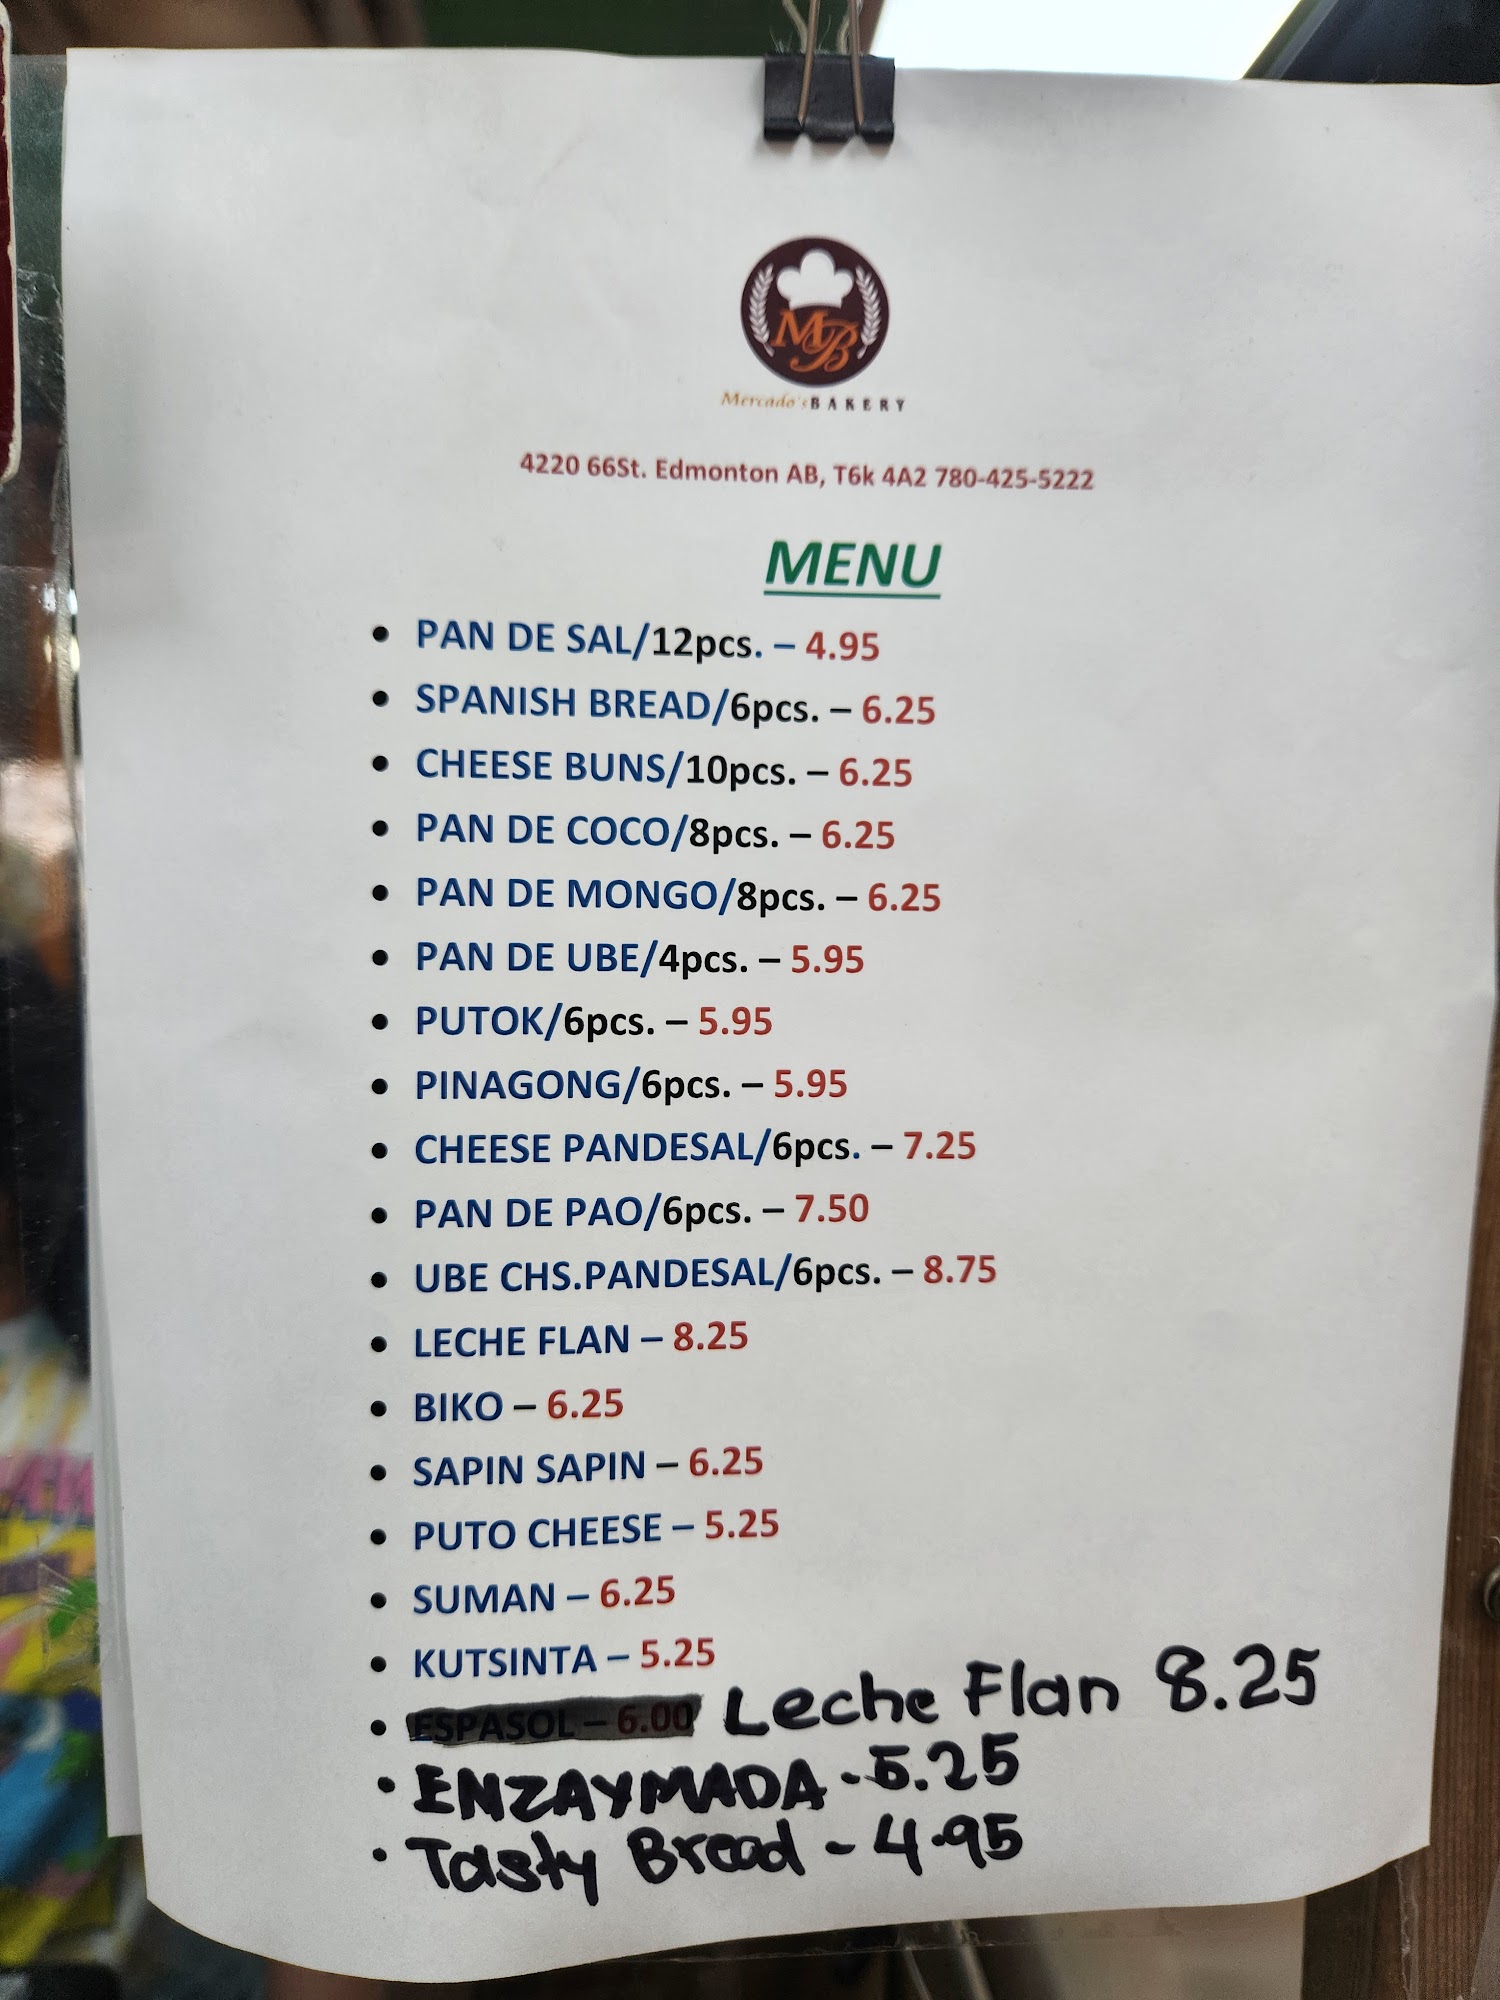 MB
Mercado's BAKERY
4220 66St. Edmonton AB, T6k 4A2 780-425-5222
MENU
• PAN DE SAL/12pcs. – 4.95
• SPANISH BREAD/6pcs. – 6.25
• CHEESE BUNS/10pcs. – 6.25
• PAN DE COCO/8pcs. – 6.25
• PAN DE MONGO/8pcs. – 6.25
• PAN DE UBE/4pcs. – 5.95
• PUTOK/6pcs. – 5.95
• PINAGONG/6pcs. – 5.95
• CHEESE PANDESAL/6pcs. – 7.25
• PAN DE PAO/6pcs. – 7.50
• UBE CHS.PANDESAL/6pcs. – 8.75
• LECHE FLAN – 8.25
• BIKO – 6.25
• SAPIN SAPIN – 6.25
• PUTO CHEESE – 5.25
• SUMAN – 6.25
• KUTSINTA – 5.25
• ESPASOL – 6.00 Leche Flan 8.25
• ENZAYMADA - 5.25
• Tasty Bread - 4.95